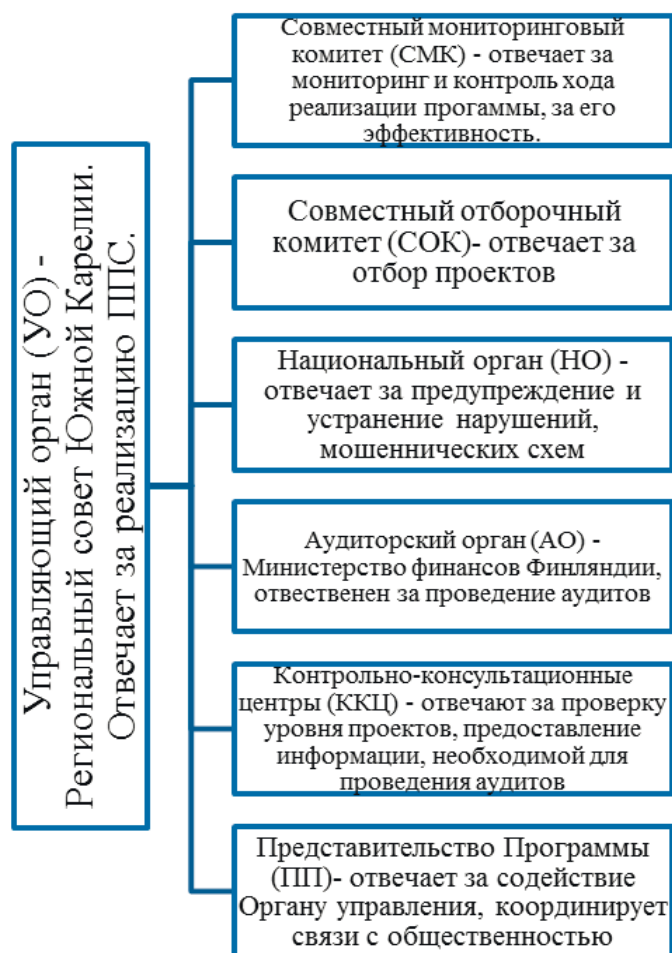 Управляющий орган (УО) -
Региональный совет Южной Карелии.
Отвечает за реализацию ППС.
Совместный мониторинговый
комитет (СМК) - отвечает за
мониторинг и контроль хода
реализации прогаммы, за его
эффективность.
Совместный отборочный
комитет (СОК)- отвечает за
отбор проектов
Национальный орган (НО) -
отвечает за предупреждение и
устранение нарушений,
мошеннических схем
Аудиторский орган (АО) -
Министерство финансов Финляндии,
отвественен за проведение аудитов
Контрольно-консультационные
центры (ККЦ) - отвечают за проверку
уровня проектов, предоставление
информации, необходимой для
проведения аудитов
Представительство Программы
(ПП)- отвечает за содействие
Органу управления, координирует
связи с общественностью